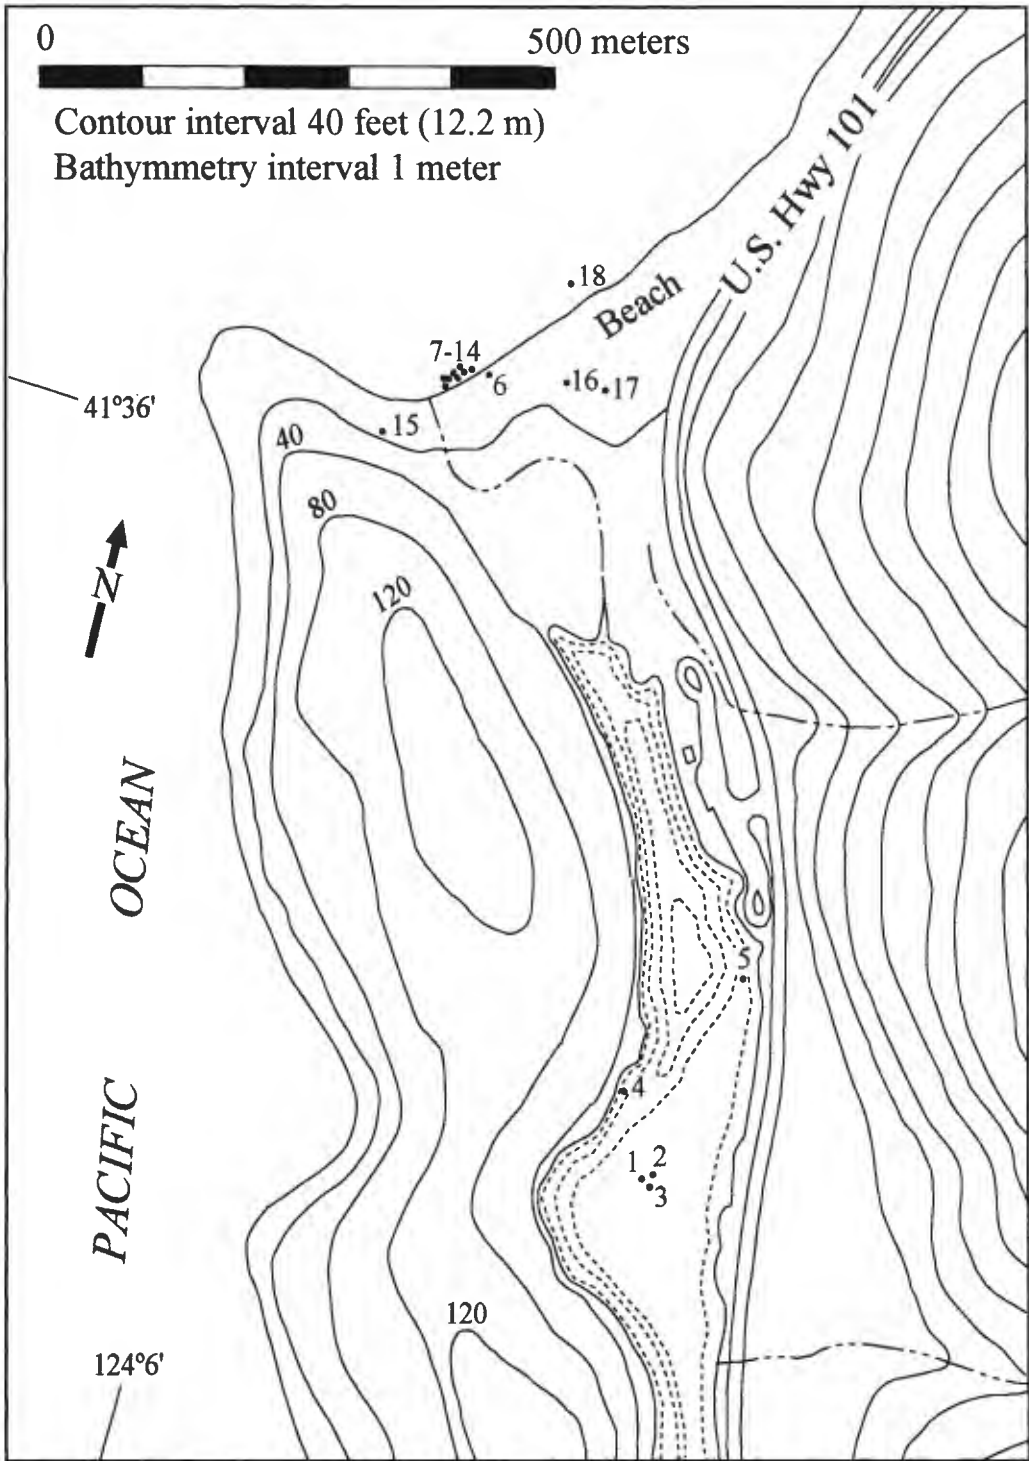 0 500 meters
Contour interval 40 feet (12.2 m)
Bathymmetry interval 1 meter
U.S. Hwy 101
18
Beach
7-14
6
16
17
41°36'
15
40
80
120
N
OCEAN
5
4
PACIFIC
1
2
3
120
124°6'